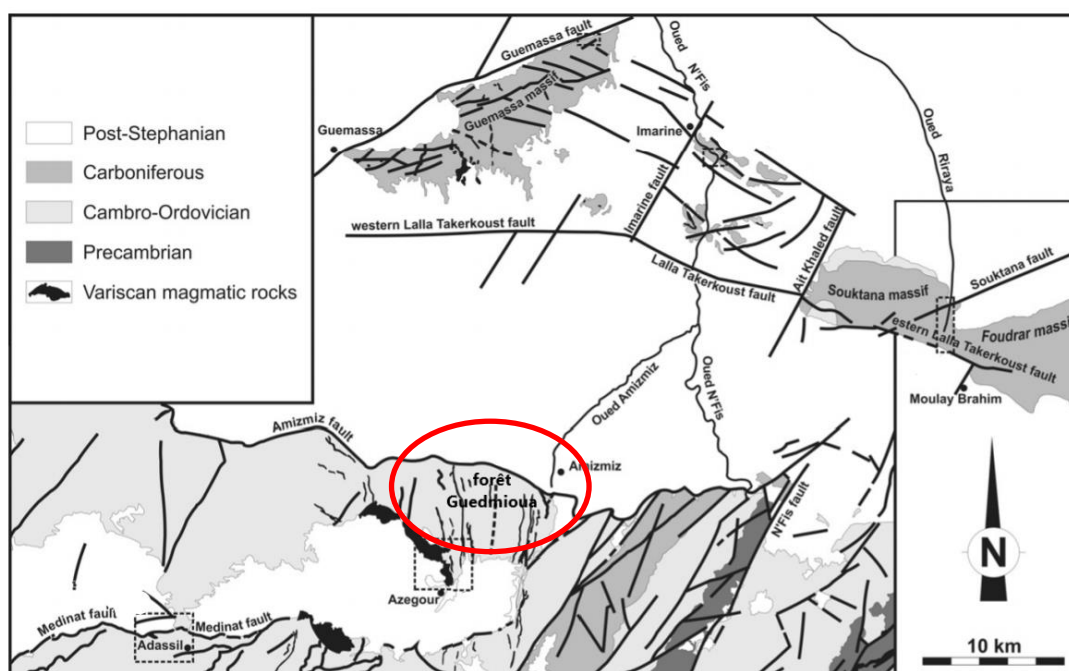 Post-Stephanian
Carboniferous
Cambro-Ordovician
Precambrian
Variscan magmatic rocks
Guemassa fault
Oued
N'Fis
Guemassa massif
Guemassa
Imarine
Oued
Riraya
western Lalla Takerkoust fault
Imarine fault
Lalla Takerkoust fault
Ait Khaled fault
Souktana fault
Souktana massif
Foudrar massif
estern Lalla Takerkoust fault
Moulay Brahim
Oued Amizmiz
Oued N'Fis
Amizmiz fault
Amizmiz
forêt
Guedmioua
N'Fis fault
Azegour
Medinat fault
Medinat fault
Adassil
N
10 km